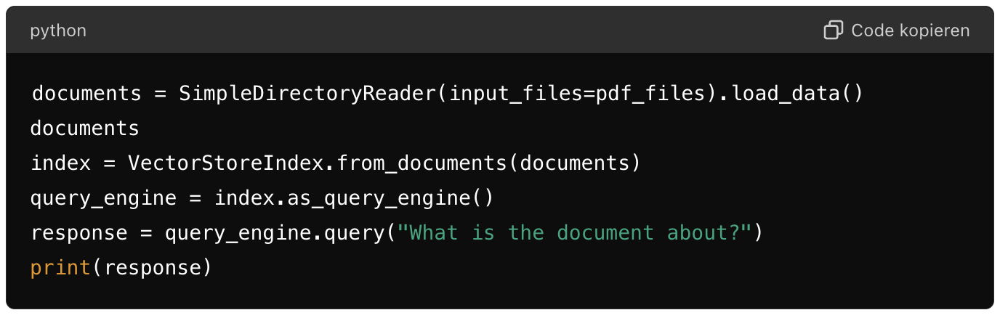 python
Code kopieren
documents = SimpleDirectoryReader(input_files=pdf_files).load_data()
documents
index = VectorStoreIndex.from_documents(documents)
query_engine = index.as_query_engine()
response = query_engine.query("What is the document about?")
print(response)